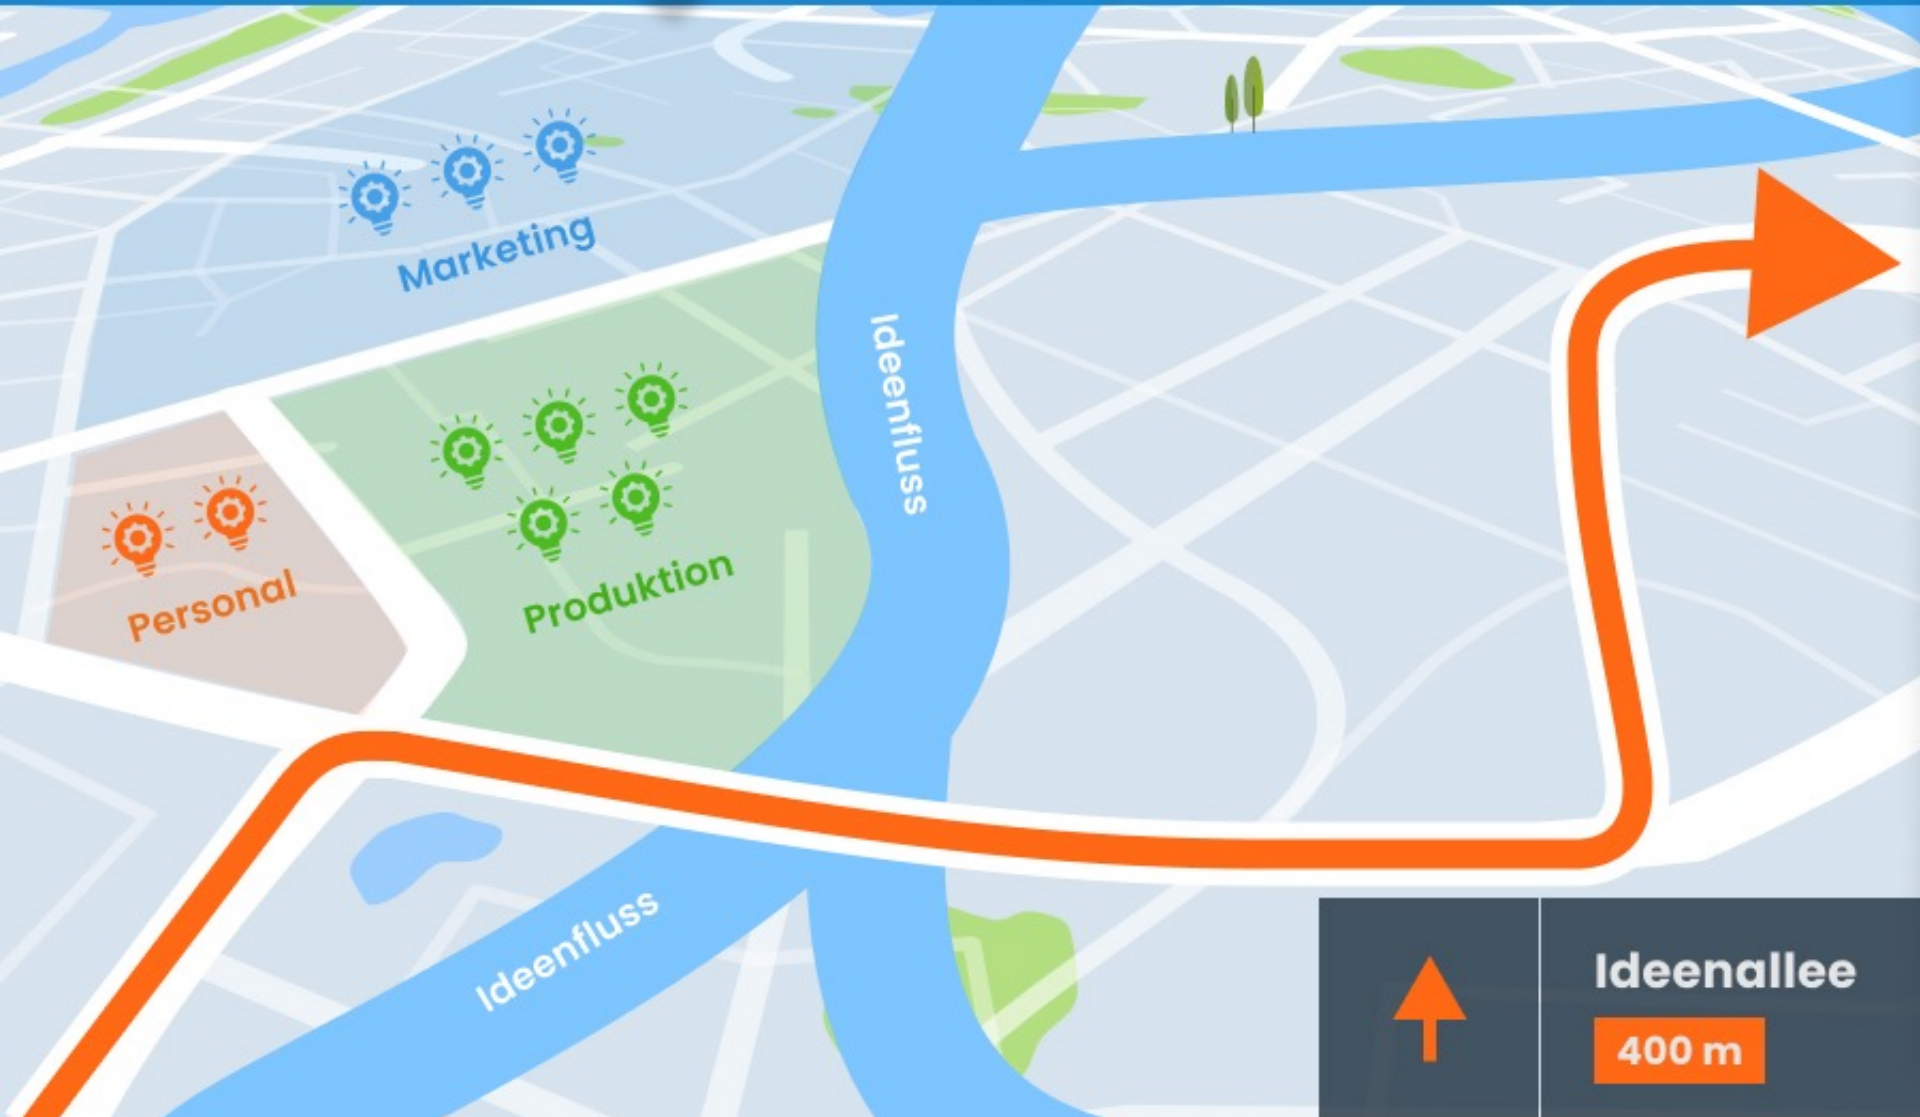 Marketing
Ideenfluss
Personal
Produktion
Ideenfluss
Ideenallee
400 m